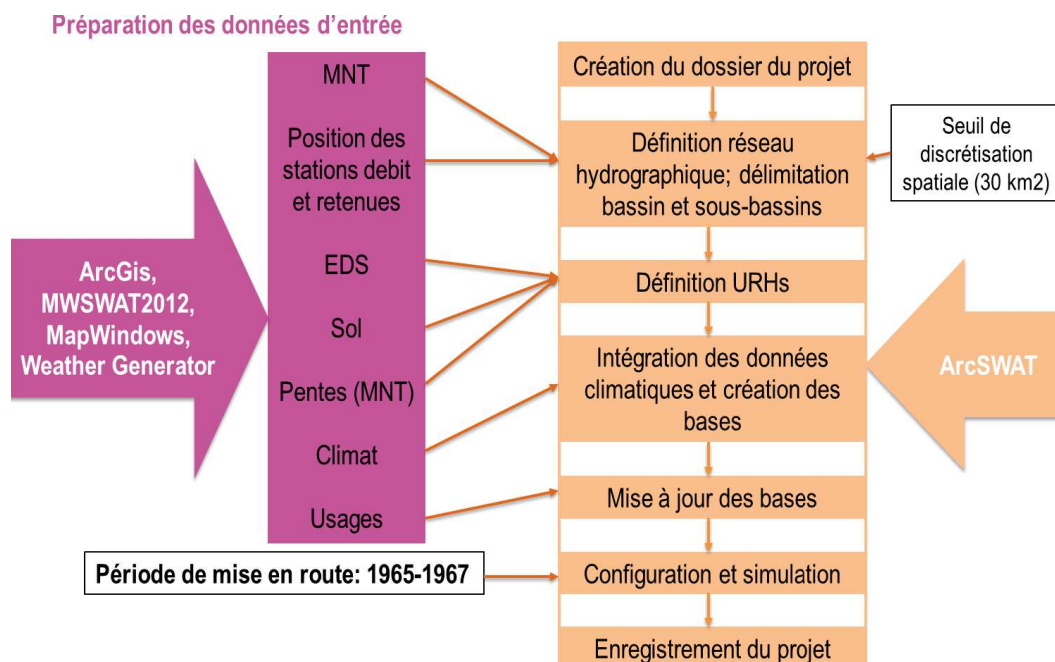 Préparation des données d'entrée
ArcGis,
MWSWAT2012,
MapWindows,
Weather Generator
MNT
Position des
stations debit
et retenues
EDS
Sol
Pentes (MNT)
Climat
Usages
Période de mise en route: 1965-1967
Création du dossier du projet
Définition réseau
hydrographique; délimitation
bassin et sous-bassins
Définition URHs
Intégration des données
climatiques et création des
bases
Mise à jour des bases
Configuration et simulation
Enregistrement du projet
Seuil de
discrétisation
spatiale (30 km2)
ArcSWAT